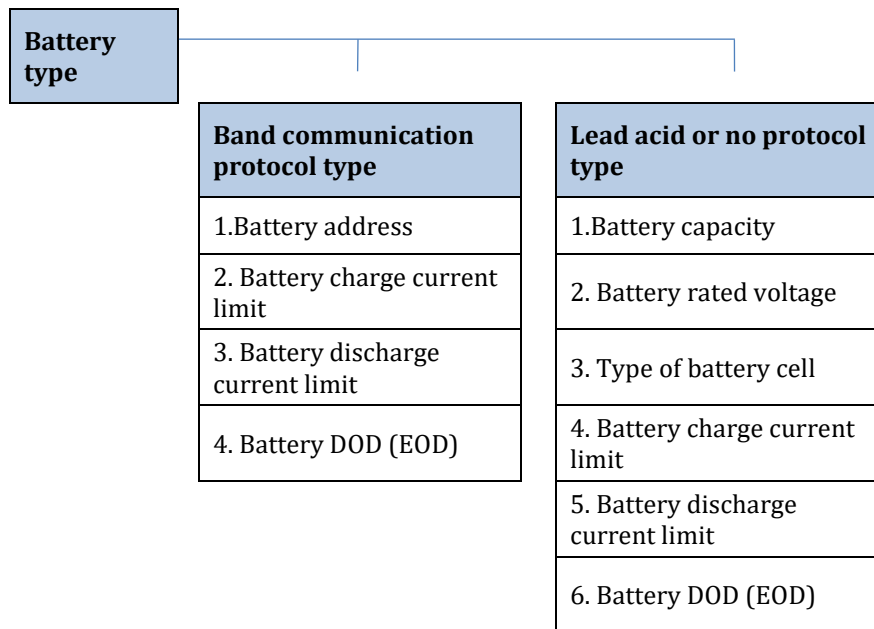 Battery
type
Band communication
protocol type
1.Battery address
2. Battery charge current
limit
3. Battery discharge
current limit
4. Battery DOD (EOD)
Lead acid or no protocol
type
1.Battery capacity
2. Battery rated voltage
3. Type of battery cell
4. Battery charge current
limit
5. Battery discharge
current limit
6. Battery DOD (EOD)